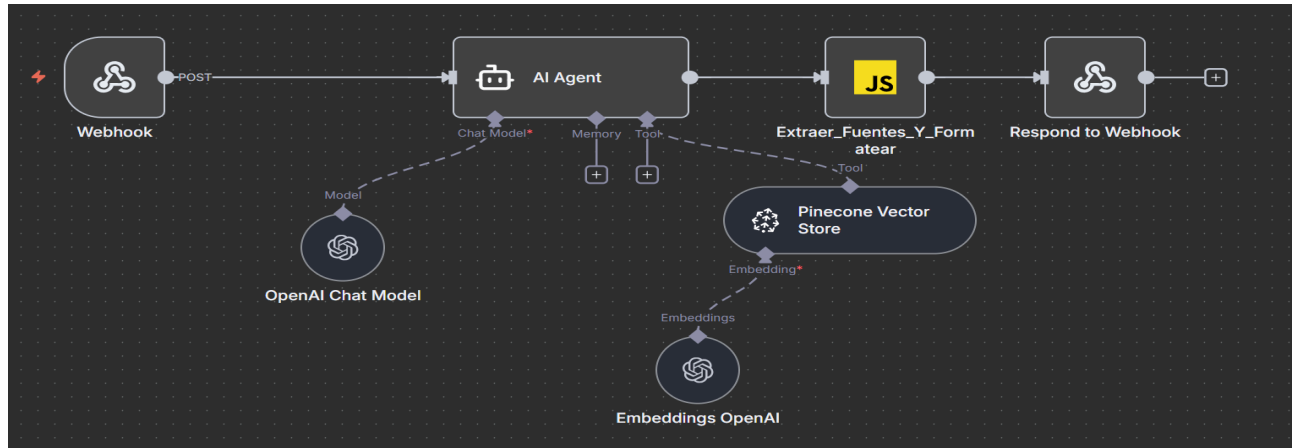 POST
AI Agent
JS
Webhook
Chat Model*
Memory
Tool
Extraer_Fuentes_Y_Form
atear
Respond to Webhook
+
+
+
Tool
Model
Pinecone Vector
Store
Embedding*
OpenAI Chat Model
Embeddings
Embeddings OpenAI